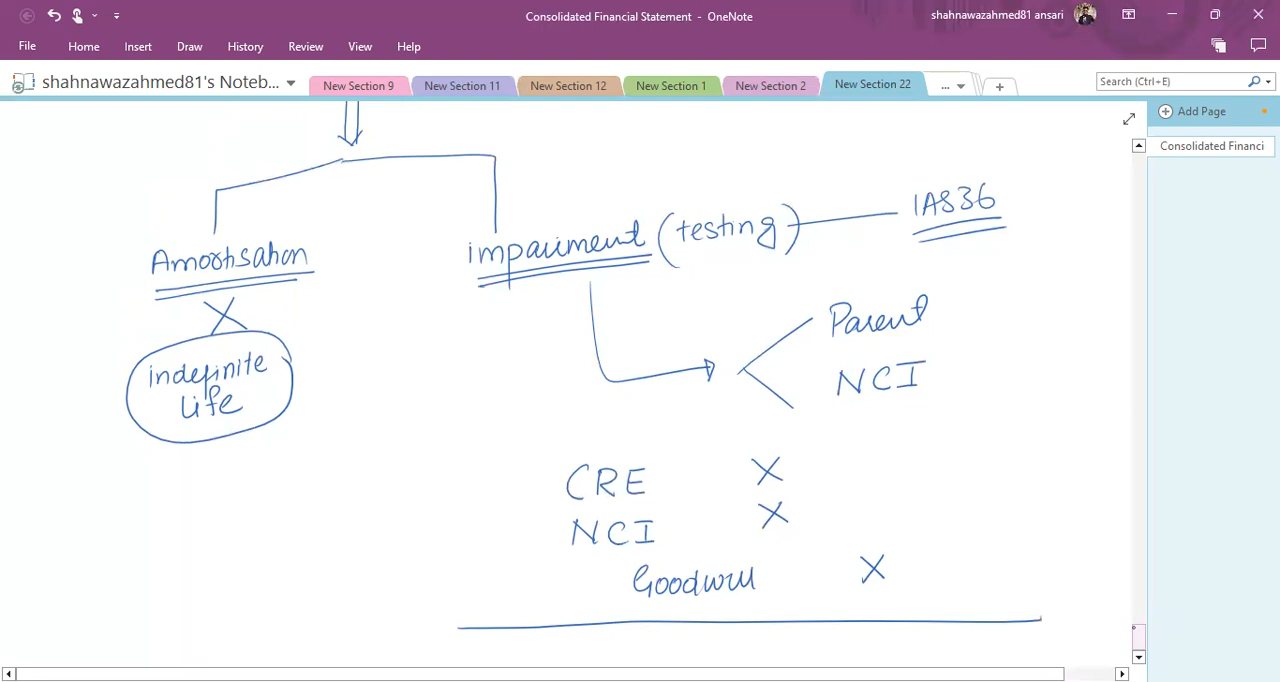 Consolidated Financial Statement - OneNote
shahnawazahmed81 ansari
File Home Insert Draw History Review View Help
shahnawazahmed81's Noteb... New Section 9 New Section 11 New Section 12 New Section 1 New Section 2 New Section 22 ... Search (Ctrl+E)
Add Page
Consolidated Financi
IAS36
Amortisation impairment (testing)
Parent
indefinite
life
NCI
CRE X
NCI X
Goodwill X